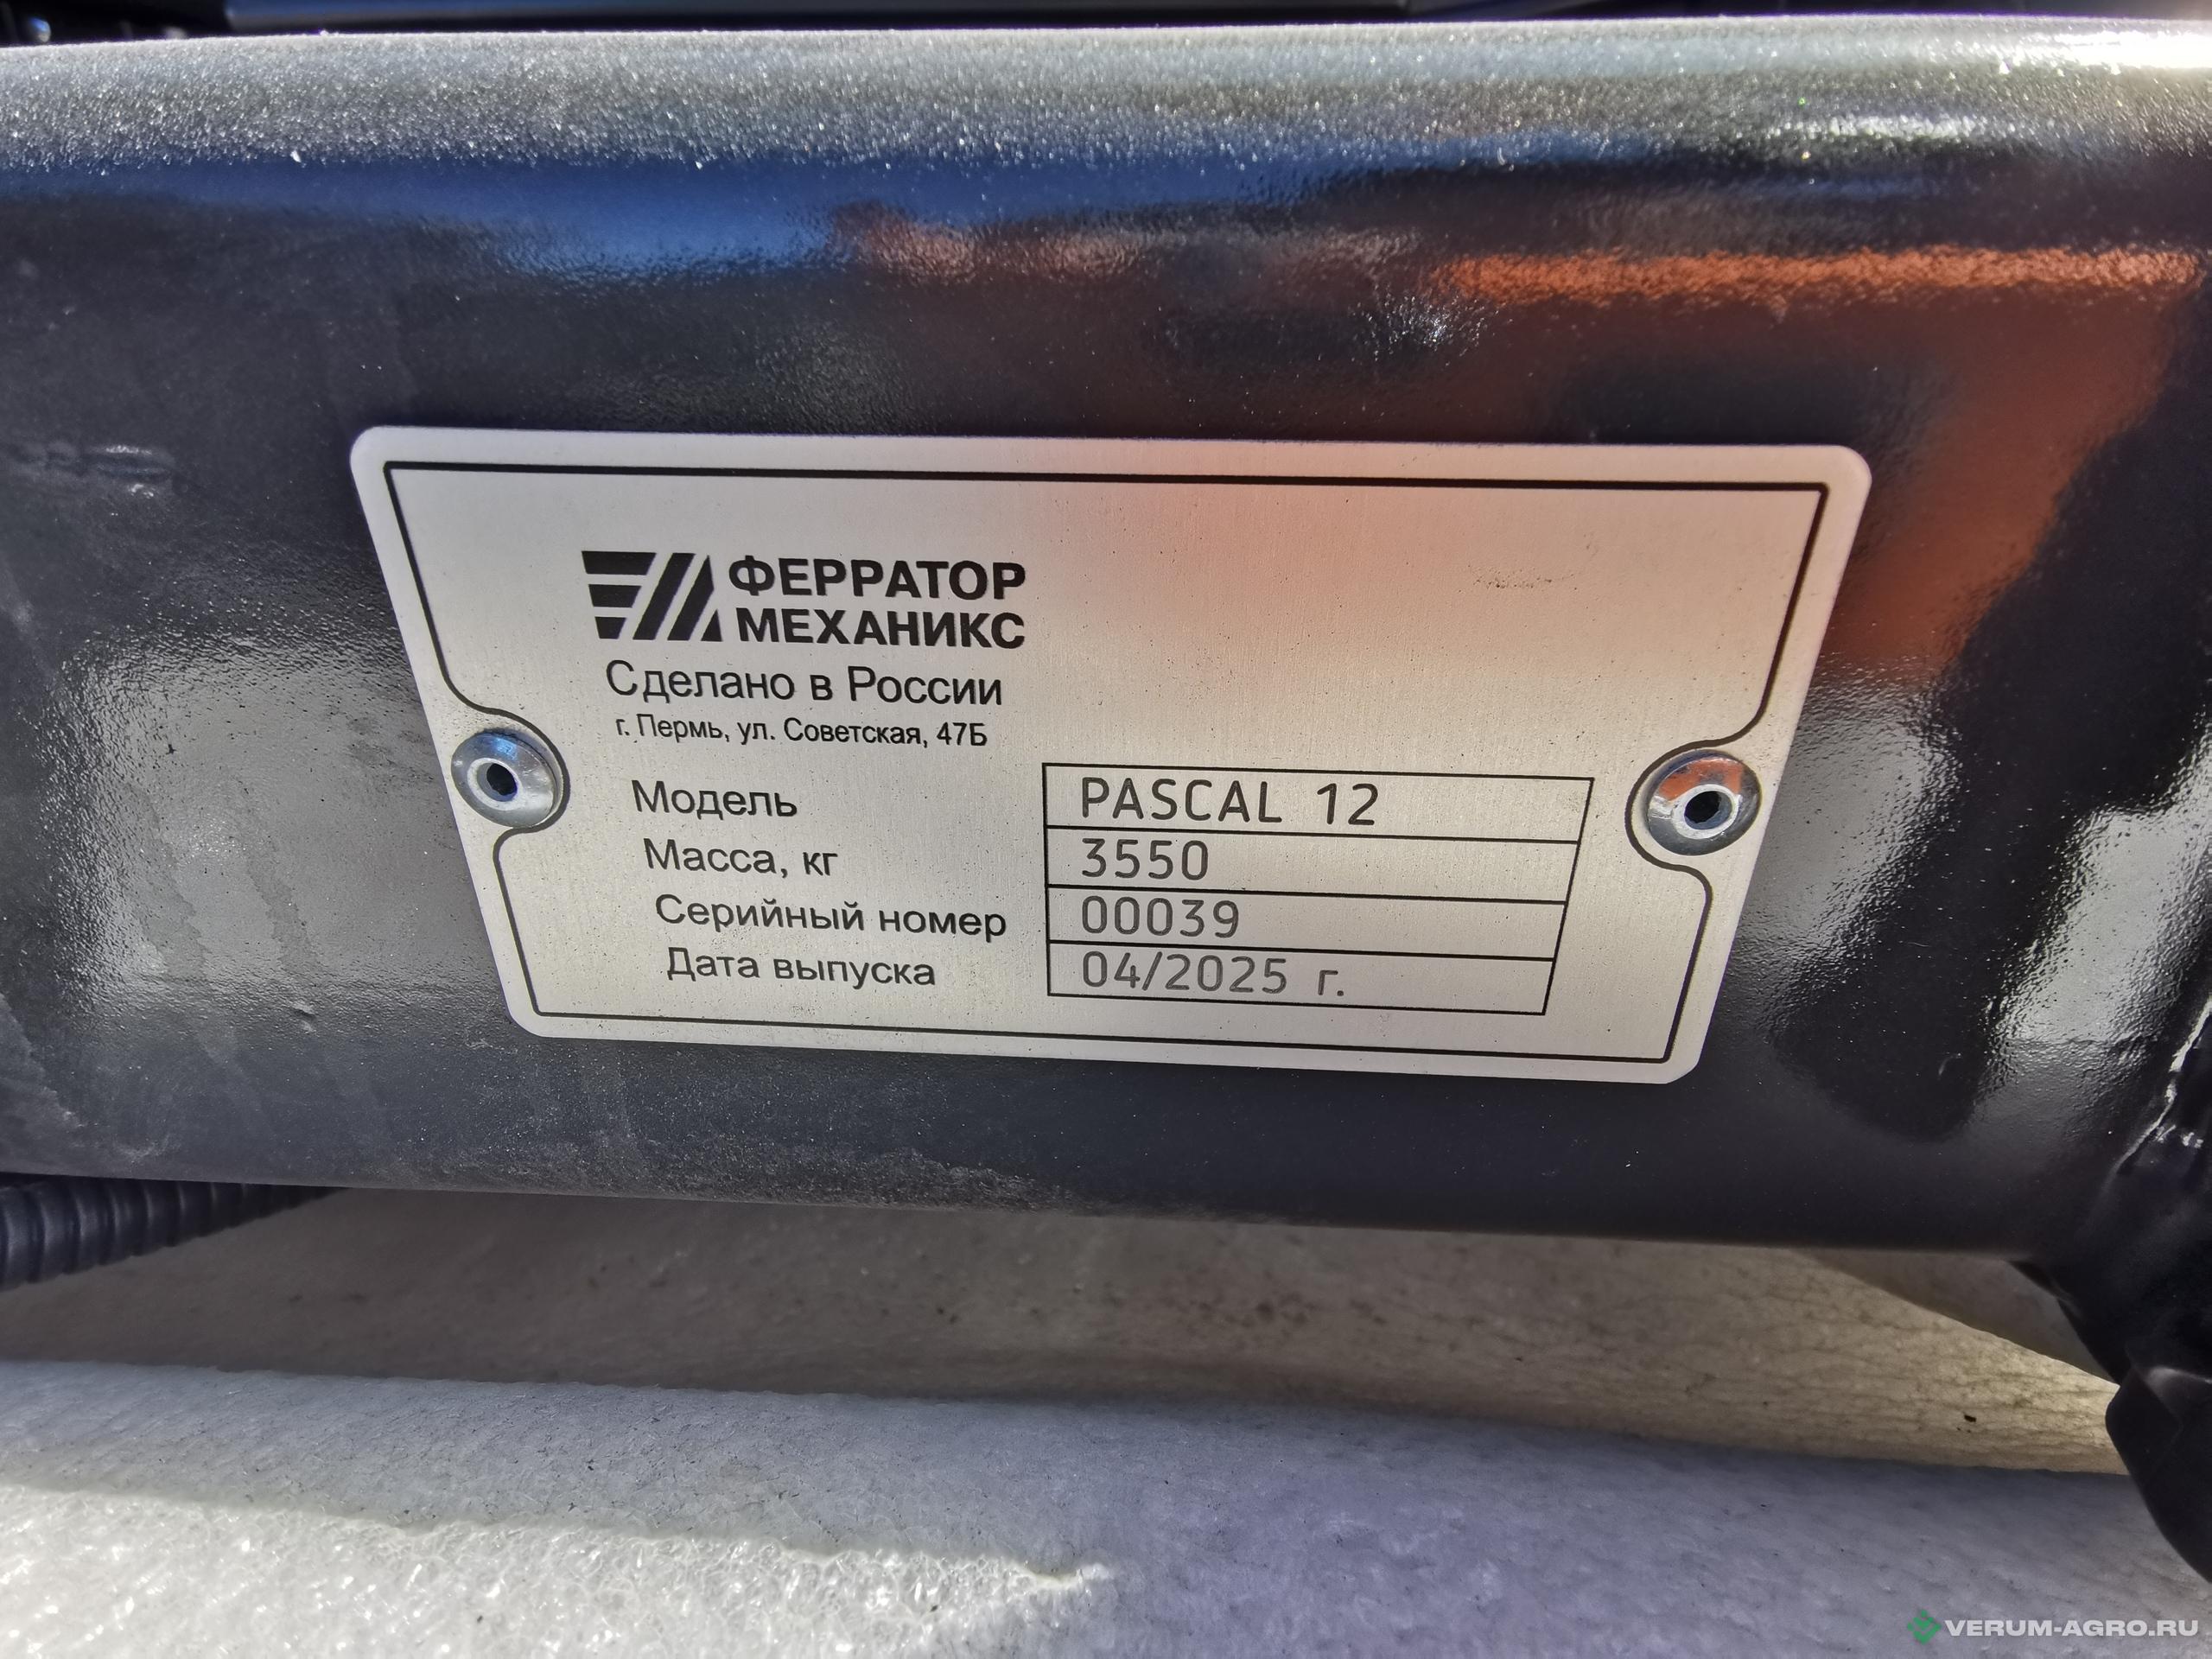 ФЕРРАТОР
МЕХАНИКС
Сделано в России
г. Пермь, ул. Советская, 47Б
Модель PASCAL 12
Масса, кг 3550
Серийный номер 00039
Дата выпуска 04/2025 г.
VERUM-AGRO.RU